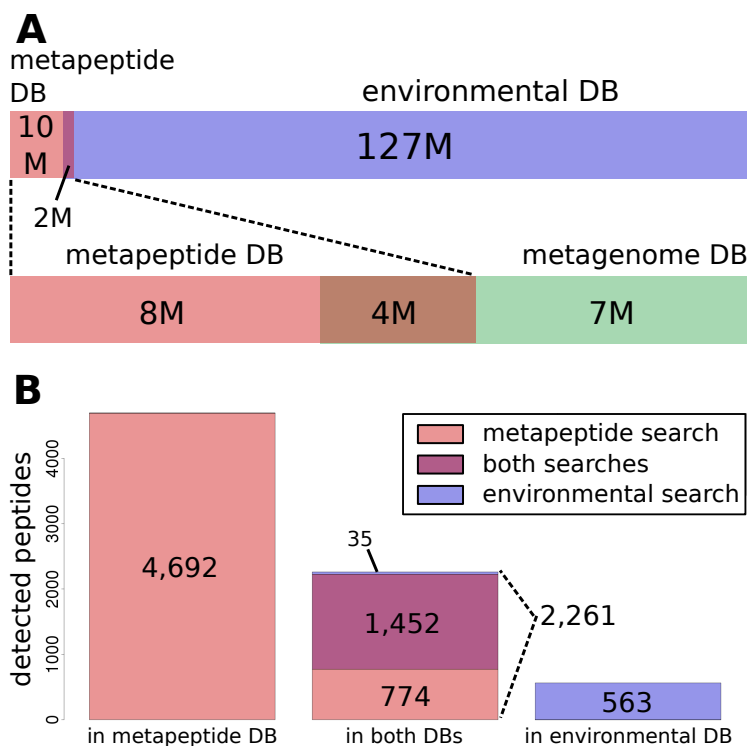 A
metapeptide
DB
environmental DB
10
M
127M
2M
metapeptide DB
metagenome DB
8M
4M
7M
B
detected peptides
0
1000
2000
3000
4000
metapeptide search
both searches
environmental search
4,692
35
1,452
774
2,261
563
in metapeptide DB
in both DBs
in environmental DB